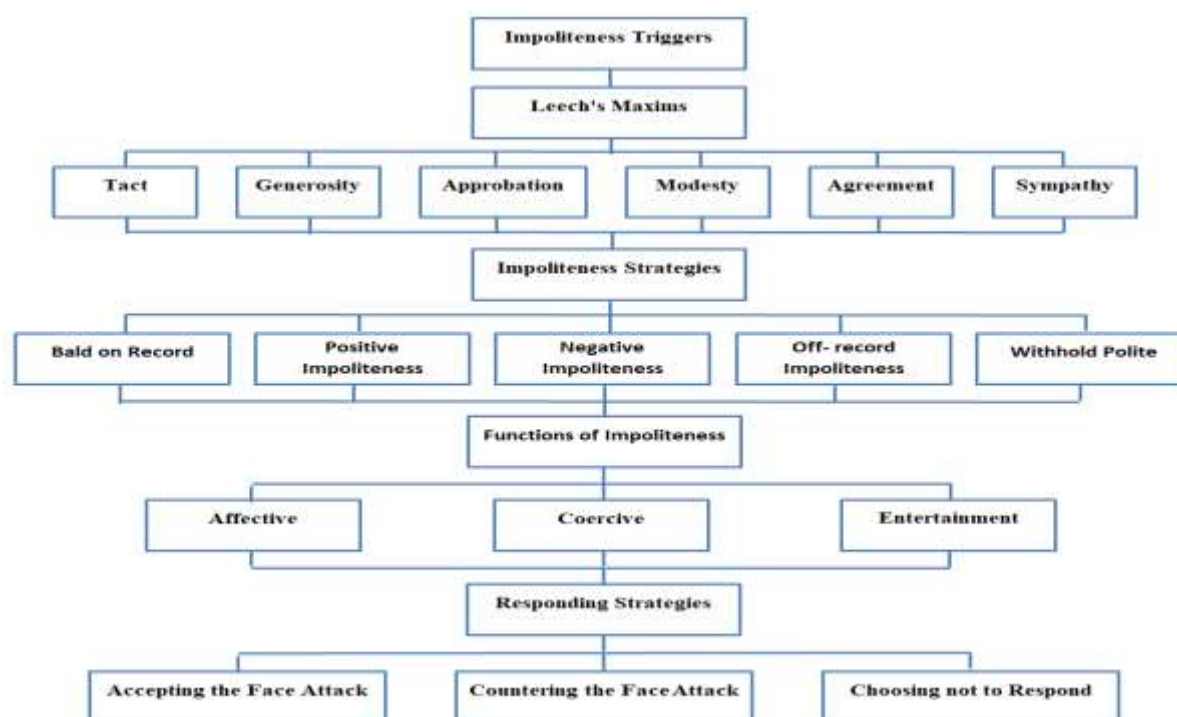 Impoliteness Triggers
Leech's Maxims
Tact
Generosity
Approbation
Modesty
Agreement
Sympathy
Impoliteness Strategies
Bald on Record
Positive
Impoliteness
Negative
Impoliteness
Off- record
Impoliteness
Withhold Polite
Functions of Impoliteness
Affective
Coercive
Entertainment
Responding Strategies
Accepting the Face Attack
Countering the Face Attack
Choosing not to Respond